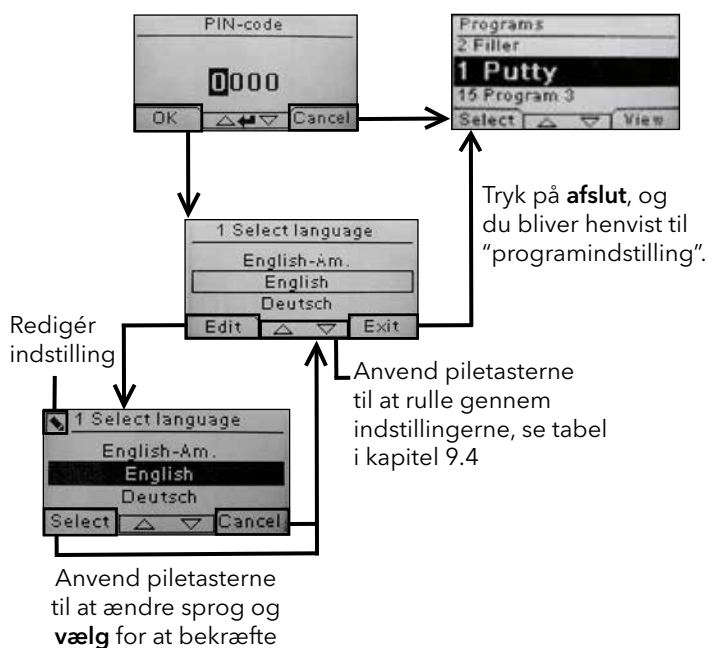 PIN-code
0000
OK
Cancel
Programs
2 Filler
1 Putty
15 Program 3
Select
View
Tryk på afslut, og
du bliver henvist til
”programindstilling”.
1 Select language
English-Am.
English
Deutsch
Edit
Exit
Redigér
indstilling
Anvend piletasterne
til at rulle gennem
indstillingerne, se tabel
i kapitel 9.4
1 Select language
English-Am.
English
Deutsch
Select
Cancel
Anvend piletasterne
til at ændre sprog og
vælg for at bekræfte